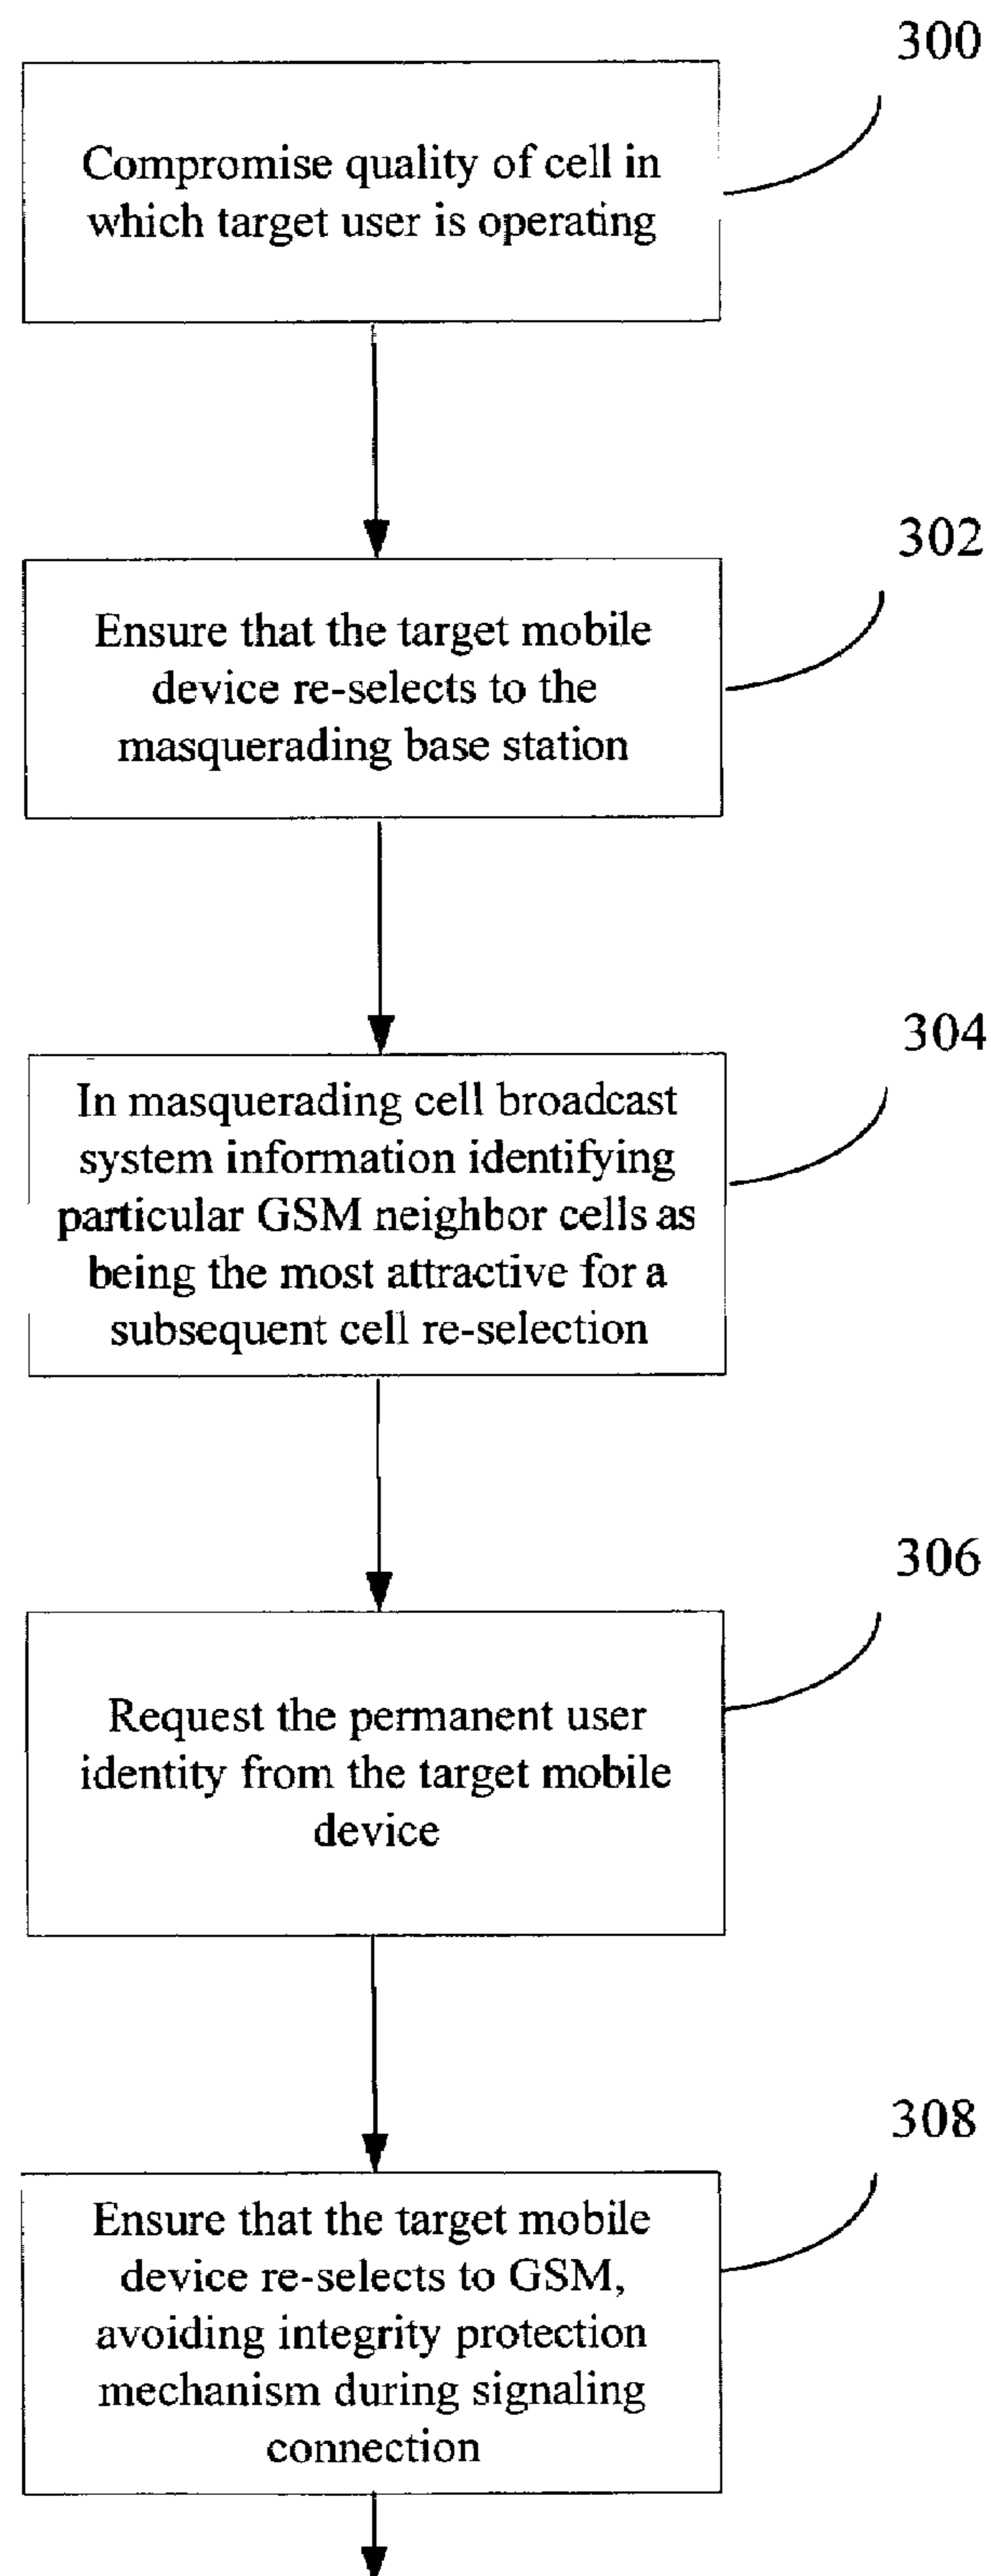 300
Compromise quality of cell in
which target user is operating
302
Ensure that the target mobile
device re-selects to the
masquerading base station
304
In masquerading cell broadcast
system information identifying
particular GSM neighbor cells as
being the most attractive for a
subsequent cell re-selection
306
Request the permanent user
identity from the target mobile
device
308
Ensure that the target mobile
device re-selects to GSM,
avoiding integrity protection
mechanism during signaling
connection